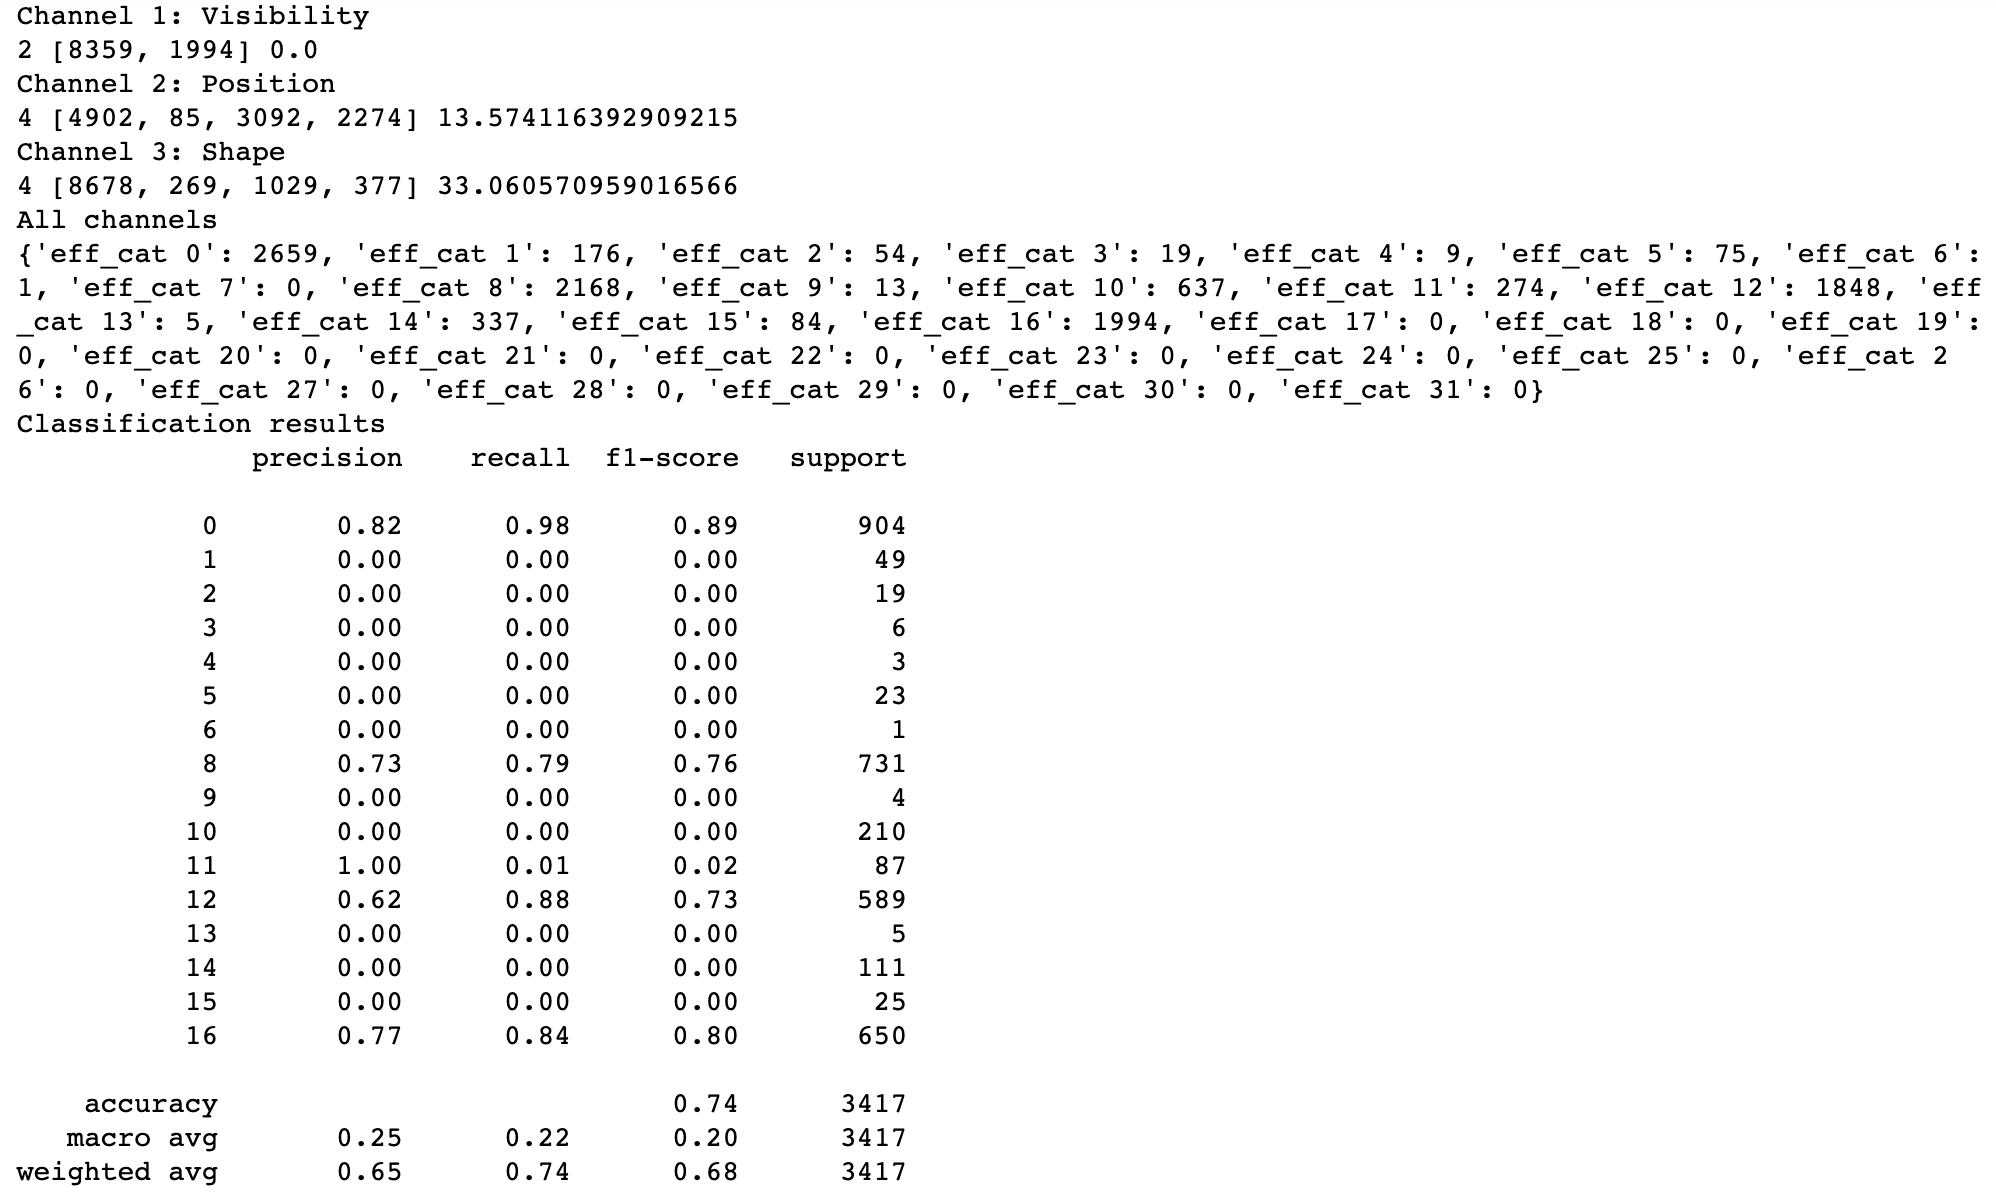 Channel 1: Visibility
2 [8359, 1994] 0.0
Channel 2: Position
4 [4902, 85, 3092, 2274] 13.574116392909215
Channel 3: Shape
4 [8678, 269, 1029, 377] 33.060570959016566
All channels
{'eff_cat 0': 2659, 'eff_cat 1': 176, 'eff_cat 2': 54, 'eff_cat 3': 19, 'eff_cat 4': 9, 'eff_cat 5': 75, 'eff_cat 6':
1, 'eff_cat 7': 0, 'eff_cat 8': 2168, 'eff_cat 9': 13, 'eff_cat 10': 637, 'eff_cat 11': 274, 'eff_cat 12': 1848, 'eff
_cat 13': 5, 'eff_cat 14': 337, 'eff_cat 15': 84, 'eff_cat 16': 1994, 'eff_cat 17': 0, 'eff_cat 18': 0, 'eff_cat 19':
0, 'eff_cat 20': 0, 'eff_cat 21': 0, 'eff_cat 22': 0, 'eff_cat 23': 0, 'eff_cat 24': 0, 'eff_cat 25': 0, 'eff_cat 2
6': 0, 'eff_cat 27': 0, 'eff_cat 28': 0, 'eff_cat 29': 0, 'eff_cat 30': 0, 'eff_cat 31': 0}
Classification results
precision recall f1-score support
0 0.82 0.98 0.89 904
1 0.00 0.00 0.00 49
2 0.00 0.00 0.00 19
3 0.00 0.00 0.00 6
4 0.00 0.00 0.00 3
5 0.00 0.00 0.00 23
6 0.00 0.00 0.00 1
8 0.73 0.79 0.76 731
9 0.00 0.00 0.00 4
10 0.00 0.00 0.00 210
11 1.00 0.01 0.02 87
12 0.62 0.88 0.73 589
13 0.00 0.00 0.00 5
14 0.00 0.00 0.00 111
15 0.00 0.00 0.00 25
16 0.77 0.84 0.80 650
accuracy 0.74 3417
macro avg 0.25 0.22 0.20 3417
weighted avg 0.65 0.74 0.68 3417